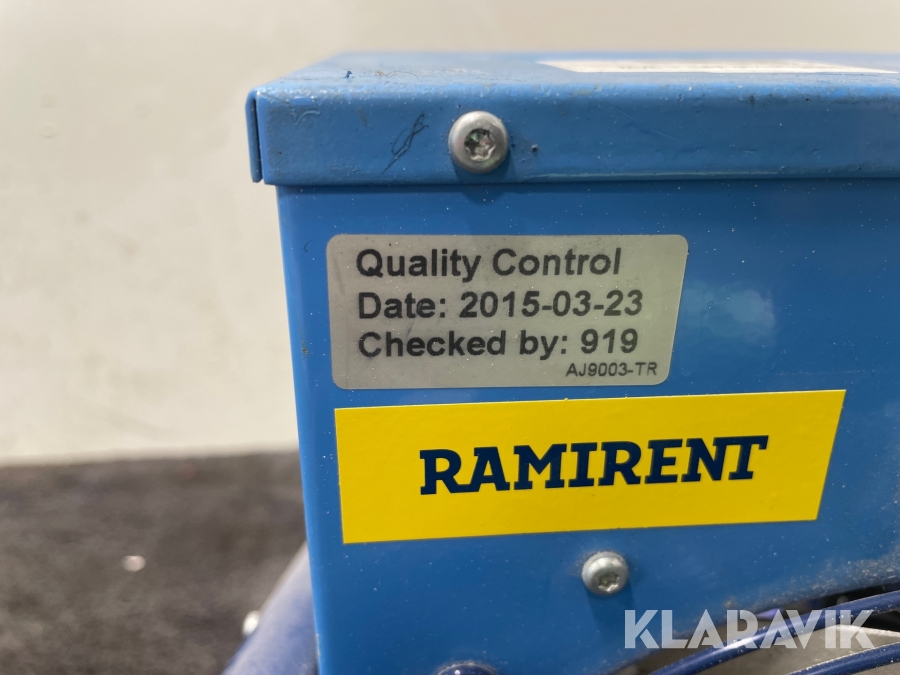 Quality Control
Date: 2015-03-23
Checked by: 919
AJ9003-TR
RAMIRENT
KLARAVIK